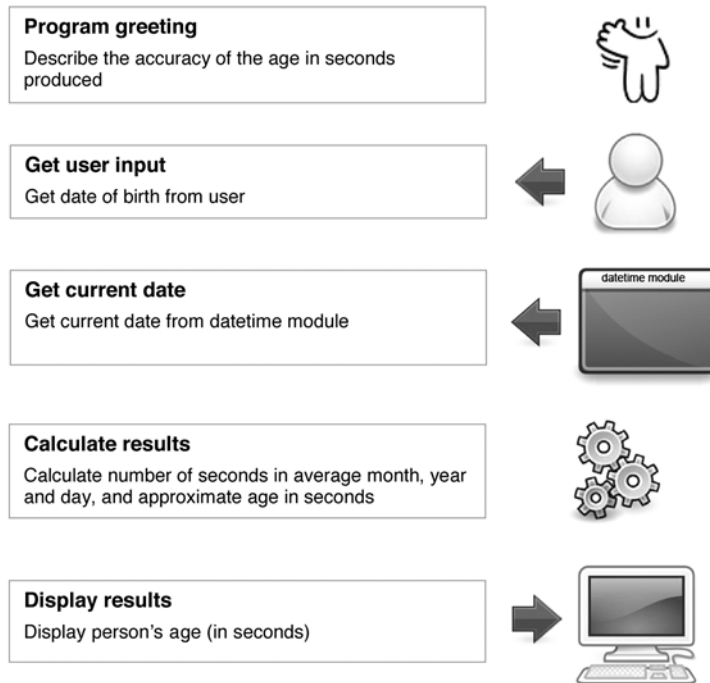 Program greeting
Describe the accuracy of the age in seconds
produced
Get user input
Get date of birth from user
Get current date
Get current date from datetime module
datetime module
Calculate results
Calculate number of seconds in average month, year
and day, and approximate age in seconds
Display results
Display person's age (in seconds)